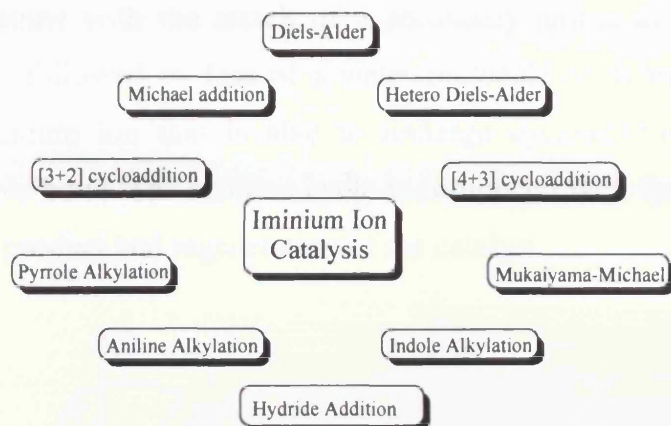 Diels-Alder
Michael addition
Hetero Diels-Alder
[3+2] cycloaddition
[4+3] cycloaddition
Iminium Ion
Catalysis
Pyrrole Alkylation
Mukaiyama-Michael
Aniline Alkylation
Indole Alkylation
Hydride Addition